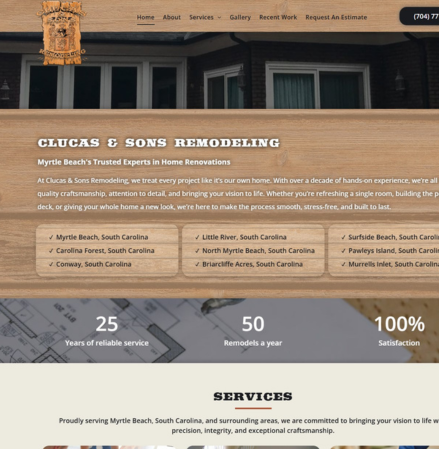 Home About Services Gallery Recent Work Request An Estimate
(704) 77
CLUCAS & SONS REMODELING
Myrtle Beach's Trusted Experts in Home Renovations
At Clucas & Sons Remodeling, we treat every project like it's our own home. With over a decade of hands-on experience, we're all
quality craftsmanship, attention to detail, and bringing your vision to life. Whether you're refreshing a single room, building the p
deck, or giving your whole home a new look, we're here to make the process smooth, stress-free, and built to last.
✓ Myrtle Beach, South Carolina
✓ Carolina Forest, South Carolina
✓ Conway, South Carolina
✓ Little River, South Carolina
✓ North Myrtle Beach, South Carolina
✓ Briarcliffe Acres, South Carolina
✓ Surfside Beach, South Carolin
✓ Pawleys Island, South Carolin
✓ Murrells Inlet, South Carolina
25
Years of reliable service
50
Remodels a year
100%
Satisfaction
SERVICES
Proudly serving Myrtle Beach, South Carolina, and surrounding areas, we are committed to bringing your vision to life w
precision, integrity, and exceptional craftsmanship.